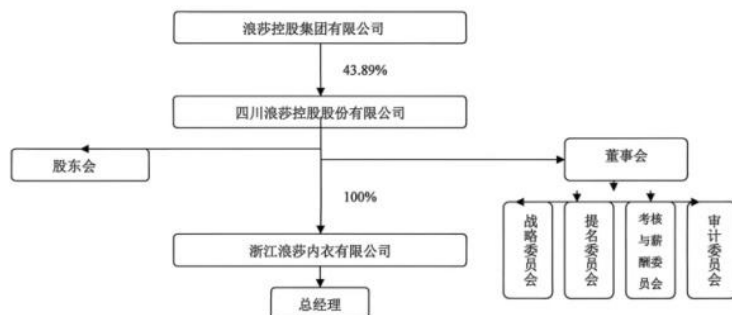 浪莎控股集团有限公司
43.89%
四川浪莎控股股份有限公司
股东会
董事会
100%
战略委员会
提名委员会
考核与薪酬委员会
审计委员会
浙江浪莎内衣有限公司
总经理